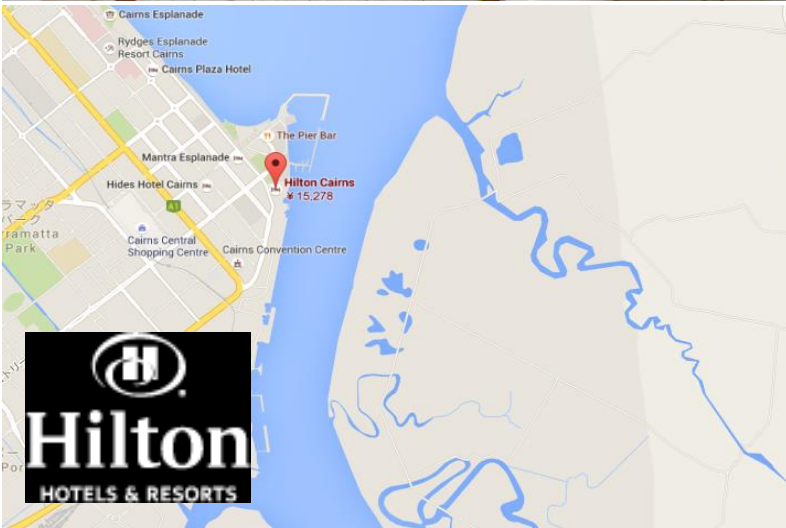 Cairns Esplanade
Rydges Esplanade
Resort Cairns
Cairns Plaza Hotel
The Pier Bar
Mantra Esplanade
Hilton Cairns
¥ 15,278
Hides Hotel Cairns
A1
ラマッタ
パーク
rramatta
Park
Cairns Central
Shopping Centre
Cairns Convention Centre
H
Hilton
HOTELS & RESORTS
Por